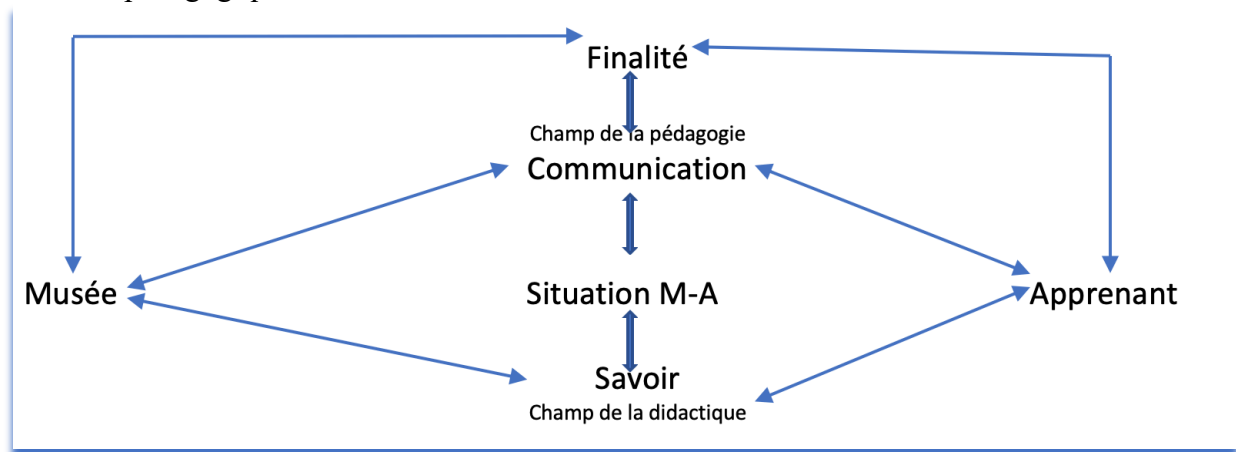 Finalité
Champ de la pédagogie
Communication
Musée
Situation M-A
Apprenant
Savoir
Champ de la didactique